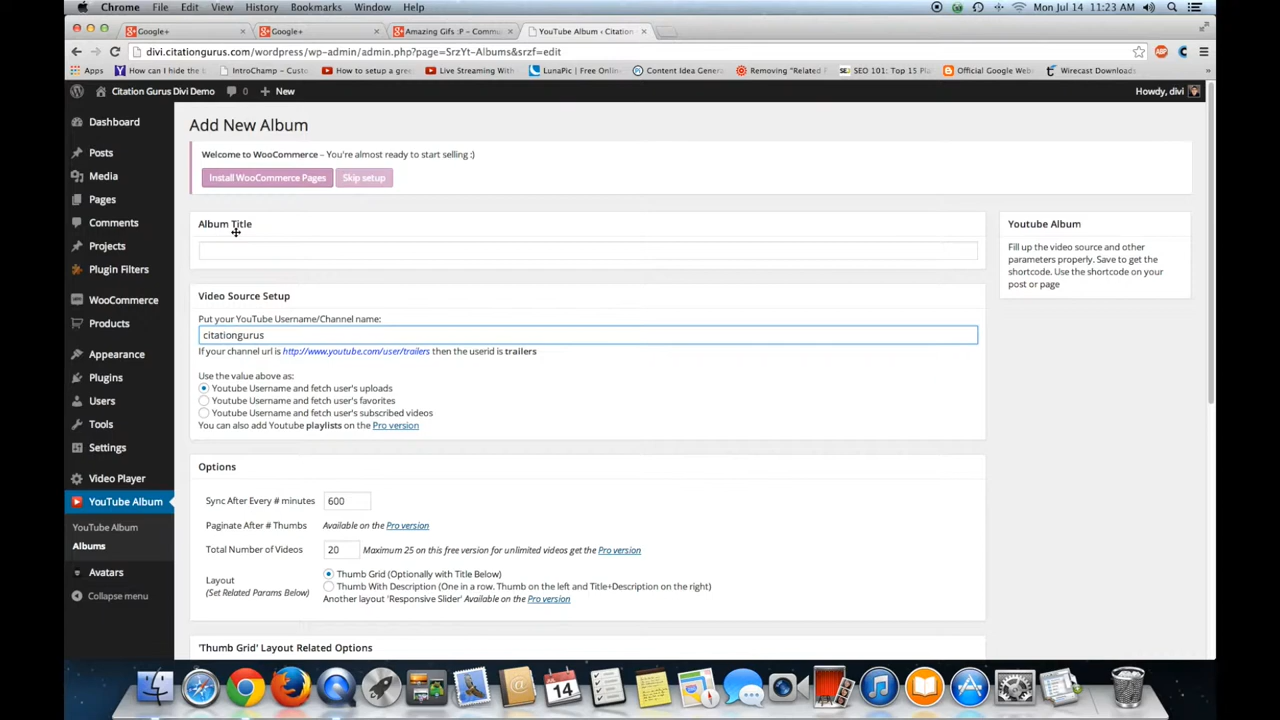 Chrome File Edit View History Bookmarks Window Help Mon Jul 14 11:23 AM
Google+ Google+ Amazing Gifs :P – Commu YouTube Album ‹ Citation
divi.citationgurus.com/wordpress/wp-admin/admin.php?page=SrzYt-Albums&srzf=edit
Apps How can I hide the b IntroChamp - Custo How to setup a gree Live Streaming With LunaPic | Free Onlin Content Idea Genera Removing "Related SEO 101: Top 15 Pla Official Google Web Wirecast Downloads
Citation Gurus Divi Demo 0 New Howdy, divi
Dashboard
Posts
Media
Pages
Comments
Projects
Plugin Filters
WooCommerce
Products
Appearance
Plugins
Users
Tools
Settings
Video Player
YouTube Album
YouTube Album
Albums
Avatars
Collapse menu
Add New Album
Welcome to WooCommerce – You're almost ready to start selling :)
Install WooCommerce Pages Skip setup
Album Title
Video Source Setup
Put your YouTube Username/Channel name:
citationgurus
If your channel url is http://www.youtube.com/user/trailers then the userid is trailers
Use the value above as:
Youtube Username and fetch user's uploads
Youtube Username and fetch user's favorites
Youtube Username and fetch user's subscribed videos
You can also add Youtube playlists on the Pro version
Options
Sync After Every # minutes 600
Paginate After # Thumbs Available on the Pro version
Total Number of Videos 20 Maximum 25 on this free version for unlimited videos get the Pro version
Layout
(Set Related Params Below)
Thumb Grid (Optionally with Title Below)
Thumb With Description (One in a row. Thumb on the left and Title+Description on the right)
Another layout 'Responsive Slider' Available on the Pro version
'Thumb Grid' Layout Related Options
Youtube Album
Fill up the video source and other
parameters properly. Save to get the
shortcode. Use the shortcode on your
post or page
14